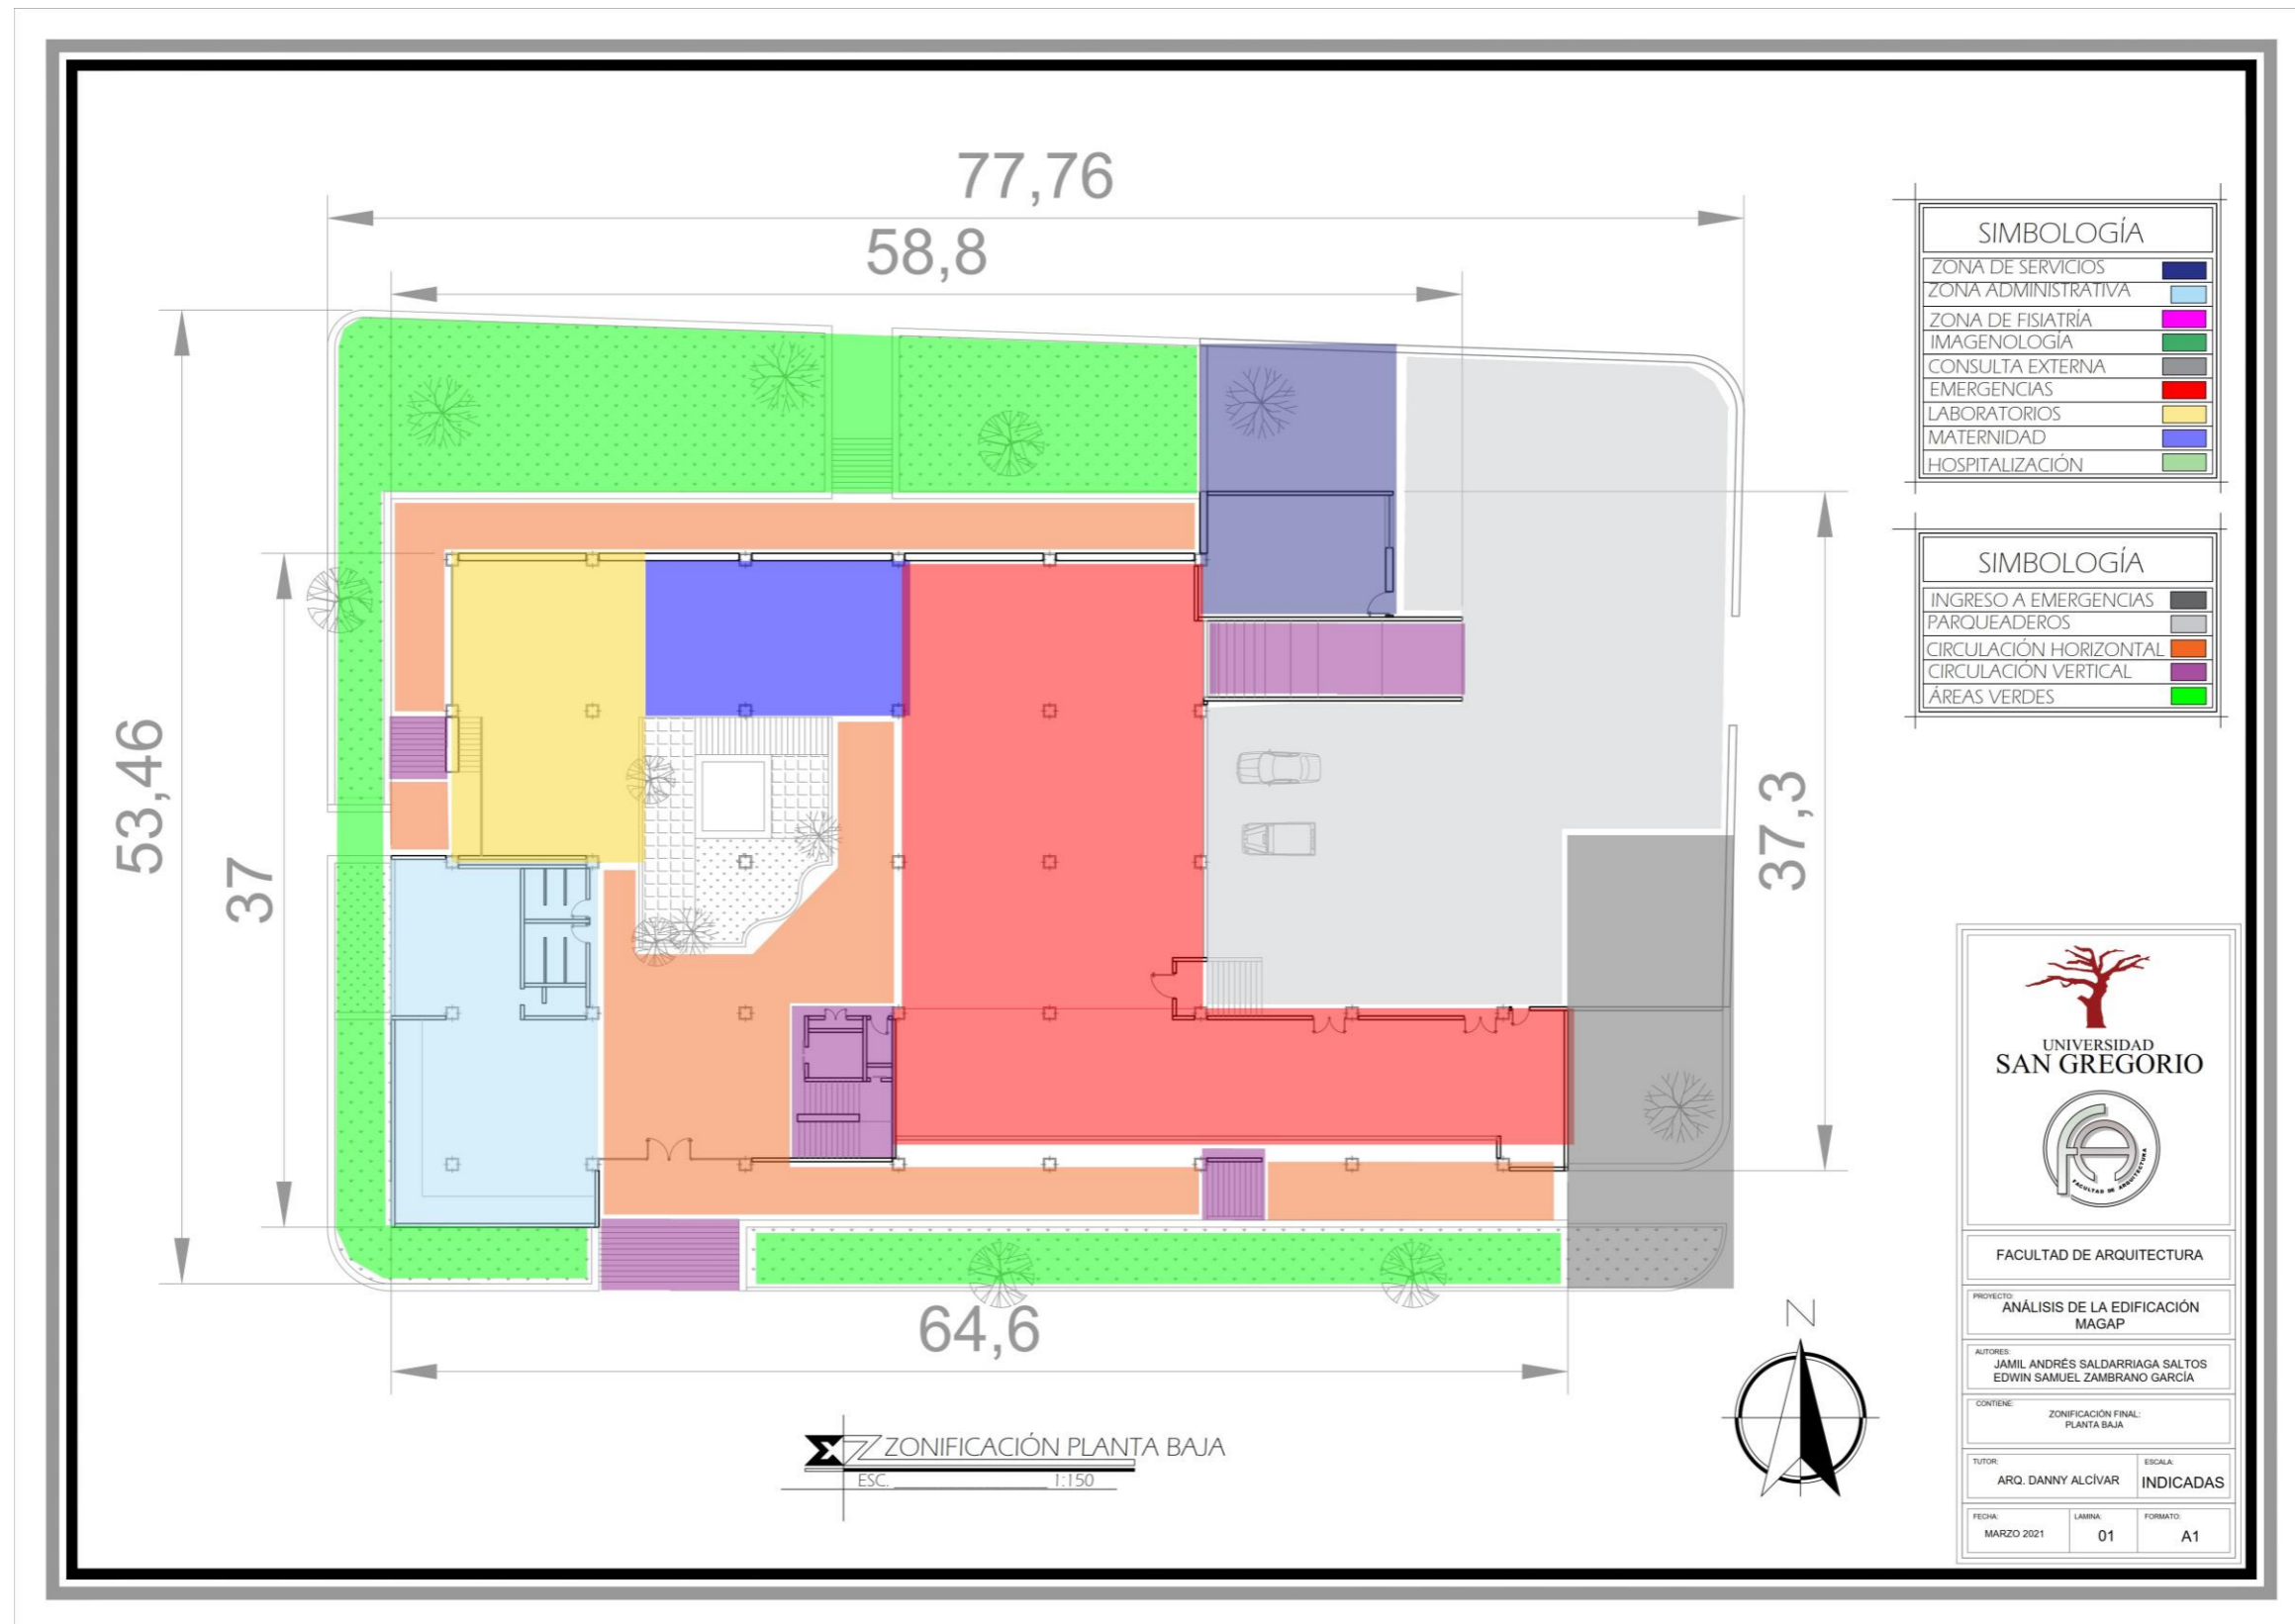 77,76
58,8
53,46
37
37,3
64,6
SIMBOLOGÍA
ZONA DE SERVICIOS
ZONA ADMINISTRATIVA
ZONA DE FISIATRÍA
IMAGENOLOGÍA
CONSULTA EXTERNA
EMERGENCIAS
LABORATORIOS
MATERNIDAD
HOSPITALIZACIÓN
SIMBOLOGÍA
INGRESO A EMERGENCIAS
PARQUEADEROS
CIRCULACIÓN HORIZONTAL
CIRCULACIÓN VERTICAL
ÁREAS VERDES
UNIVERSIDAD
SAN GREGORIO
FACULTAD DE ARQUITECTURA
FACULTAD DE ARQUITECTURA
PROYECTO:
ANÁLISIS DE LA EDIFICACIÓN
MAGAP
AUTORES:
JAMIL ANDRÉS SALDARRIAGA SALTOS
EDWIN SAMUEL ZAMBRANO GARCÍA
CONTIENE:
ZONIFICACIÓN FINAL:
PLANTA BAJA
TUTOR:
ARQ. DANNY ALCÍVAR
ESCALA:
INDICADAS
FECHA:
MARZO 2021
LAMINA:
01
FORMATO:
A1
N
ZONIFICACIÓN PLANTA BAJA
ESC. 1:150